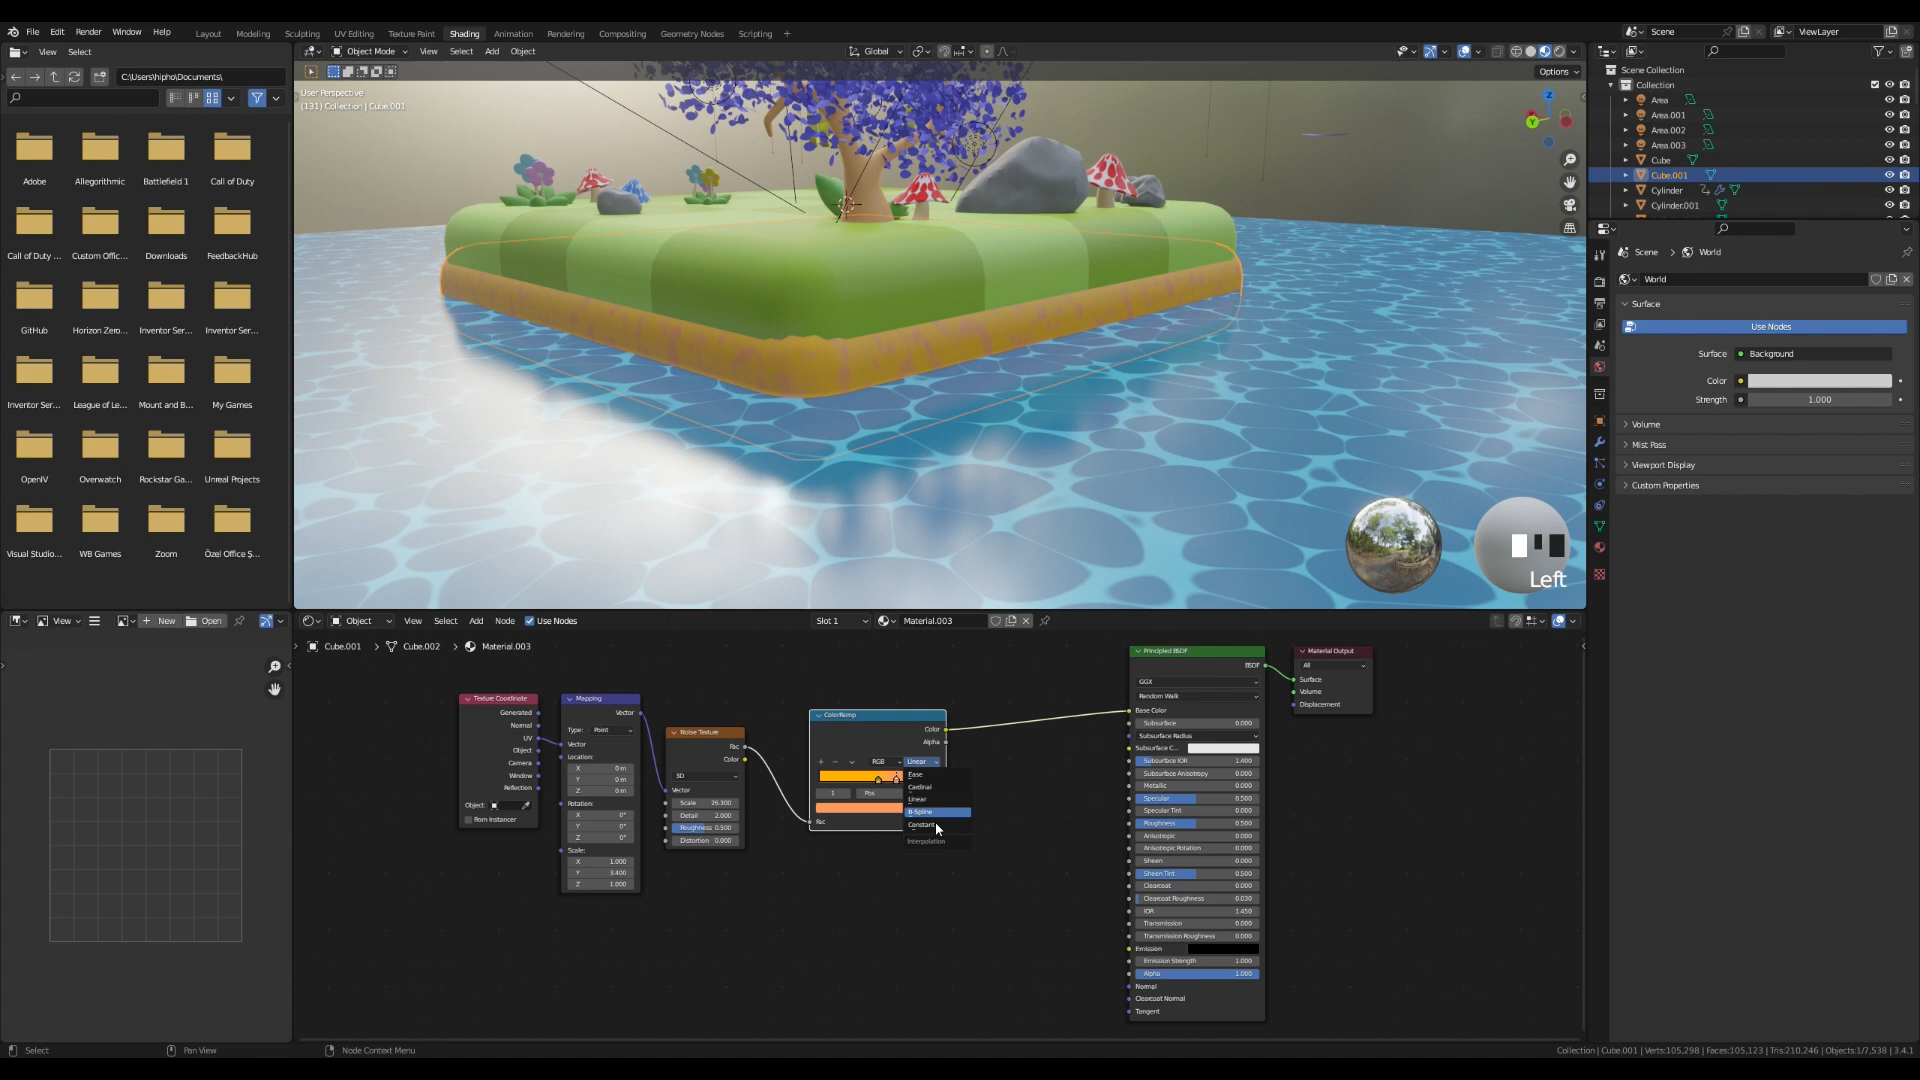 File Edit Render Window Help Layout Modeling Sculpting UV Editing Texture Paint Shading Animation Rendering Compositing Geometry Nodes Scripting + Scene ViewLayer
View Select
Object Mode View Select Add Object Global
C:\Users\hipho\Documents\
Options
Adobe Allegorithmic Battlefield 1 Call of Duty
Call of Duty ... Custom Offic... Downloads FeedbackHub
GitHub Horizon Zero... Inventor Ser... Inventor Ser...
Inventor Ser... League of Le... Mount and B... My Games
OpenIV Overwatch Rockstar Ga... Unreal Projects
Visual Studio... WB Games Zoom Özel Office Ş...
User Perspective
(131) Collection | Cube.001
Z
Y
Left
Scene Collection
Collection
Area
Area.001
Area.002
Area.003
Cube
Cube.001
Cylinder
Cylinder.001
Scene > World
World
Surface
Use Nodes
Surface Background
Color
Strength 1.000
Volume
Mist Pass
Viewport Display
Custom Properties
View + New Open
Object View Select Add Node Use Nodes Slot 1 Material.003
Cube.001 > Cube.002 > Material.003
Texture Coordinate
Generated
Normal
UV
Object
Camera
Window
Reflection
Object:
From Instancer
Mapping
Vector
Type: Point
Vector
Location:
X 0 m
Y 0 m
Z 0 m
Rotation:
X 0°
Y 0°
Z 0°
Scale:
X 1.000
Y 3.400
Z 1.000
Noise Texture
Fac
Color
3D
Vector
Scale 26.300
Detail 2.000
Roughness 0.500
Distortion 0.000
ColorRamp
Color
Alpha
+ − RGB Linear
1 Pos
Fac
Ease
Cardinal
Linear
B-Spline
Constant
Interpolation
Principled BSDF
BSDF
GGX
Random Walk
Base Color
Subsurface 0.000
Subsurface Radius
Subsurface C...
Subsurface IOR 1.400
Subsurface Anisotropy 0.000
Metallic 0.000
Specular 0.500
Specular Tint 0.000
Roughness 0.500
Anisotropic 0.000
Anisotropic Rotation 0.000
Sheen 0.000
Sheen Tint 0.500
Clearcoat 0.000
Clearcoat Roughness 0.030
IOR 1.450
Transmission 0.000
Transmission Roughness 0.000
Emission
Emission Strength 1.000
Alpha 1.000
Normal
Clearcoat Normal
Tangent
Material Output
All
Surface
Volume
Displacement
Select Pan View Node Context Menu Collection | Cube.001 | Verts:105,298 | Faces:105,123 | Tris:210,246 | Objects:1/7,538 | 3.4.1